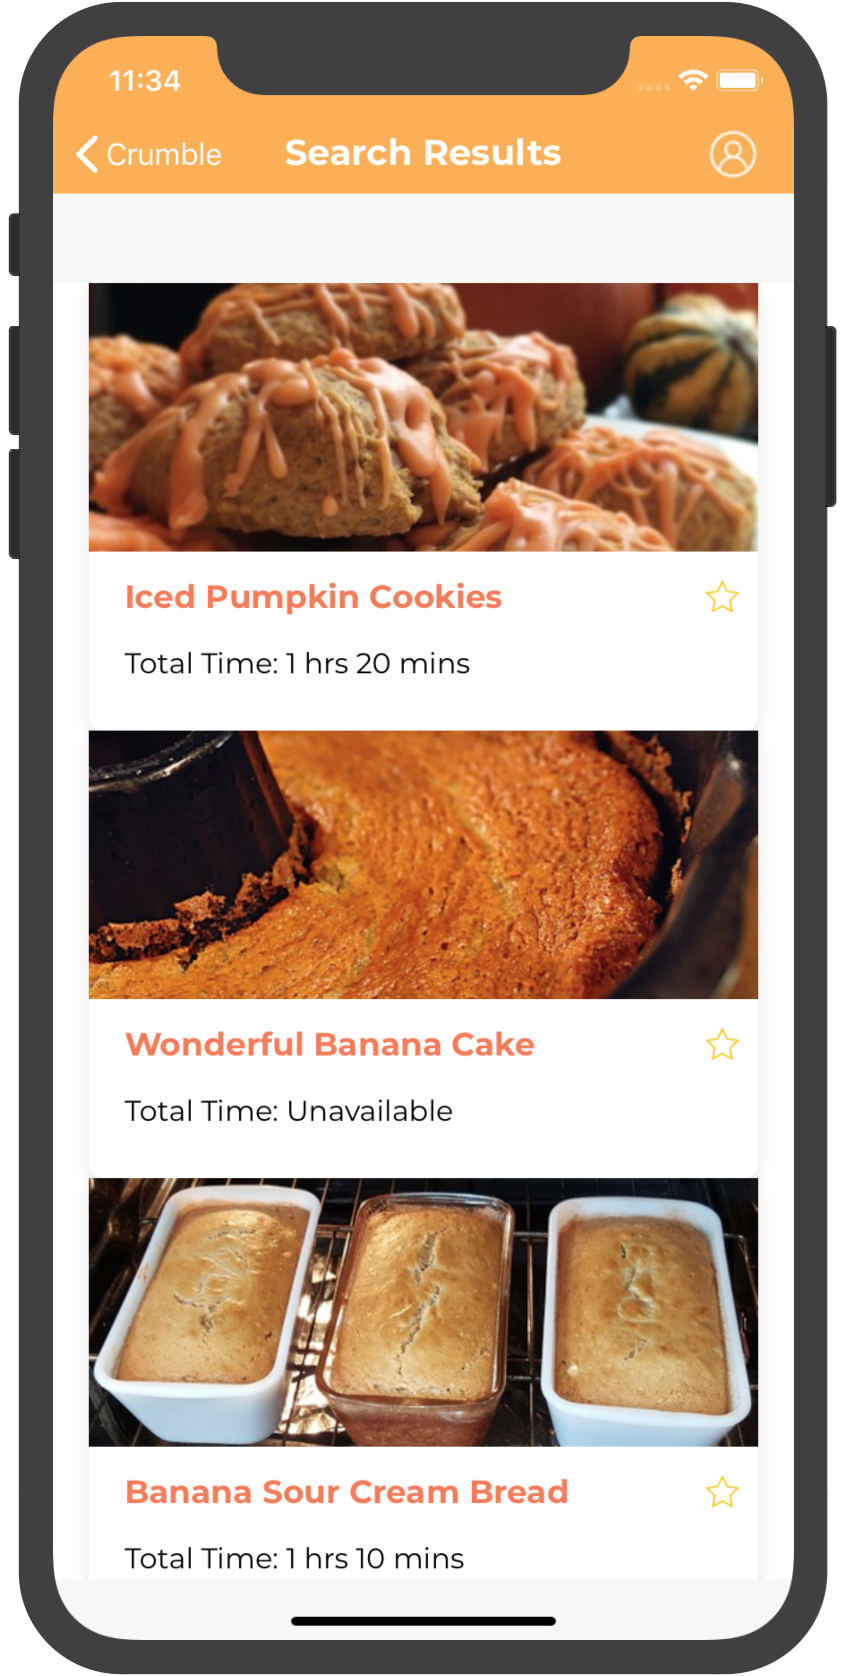 11:34
Crumble
Search Results
Iced Pumpkin Cookies
Total Time: 1 hrs 20 mins
Wonderful Banana Cake
Total Time: Unavailable
Banana Sour Cream Bread
Total Time: 1 hrs 10 mins